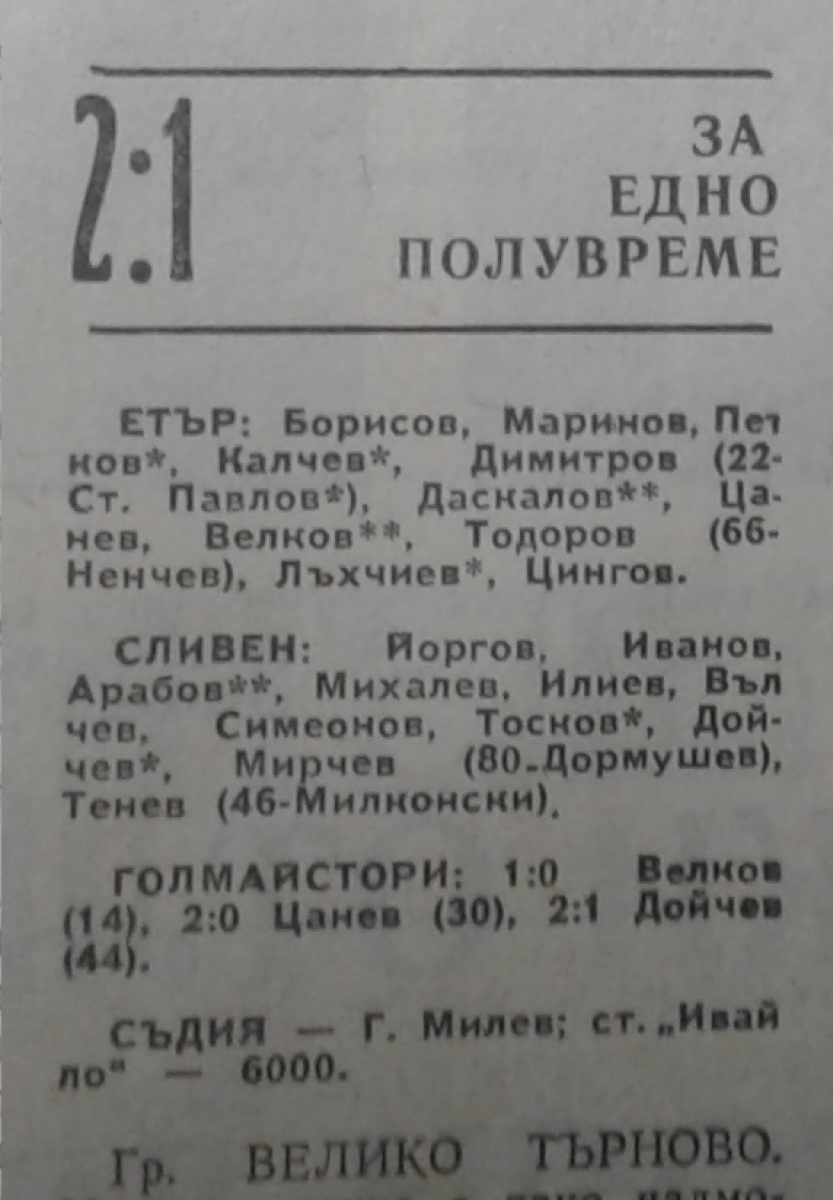 2:1
ЗА
ЕДНО
ПОЛУВРЕМЕ
ЕТЪР: Борисов, Маринов, Пет
ков*, Калчев*, Димитров (22-
Ст. Павлов*), Даскалов**, Ца-
нев, Велков**, Тодоров (66-
Ненчев), Лъхчиев*, Цингов.
СЛИВЕН: Йоргов, Иванов,
Арабов**, Михалев, Илиев, Въл
чев, Симеонов, Тосков*, Дой-
чев*, Мирчев (80-Дормушев),
Тенев (46-Милконски).
ГОЛМАЙСТОРИ: 1:0 Велков
(14), 2:0 Цанев (30), 2:1 Дойчев
(44).
СЪДИЯ — Г. Милев; ст. „Ивай
ло“ — 6000.
Гр. ВЕЛИКО ТЪРНОВО.